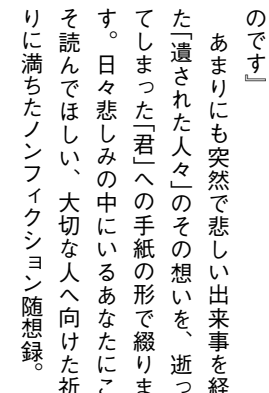 のです』
あまりにも突然で悲しい出来事を経
た「遺された人々」のその想いを、逝っ
てしまった「君」への手紙の形で綴りま
す。日々悲しみの中にいるあなたにこ
そ読んでほしい、大切な人へ向けた祈
りに満ちたノンフィクション随想録。